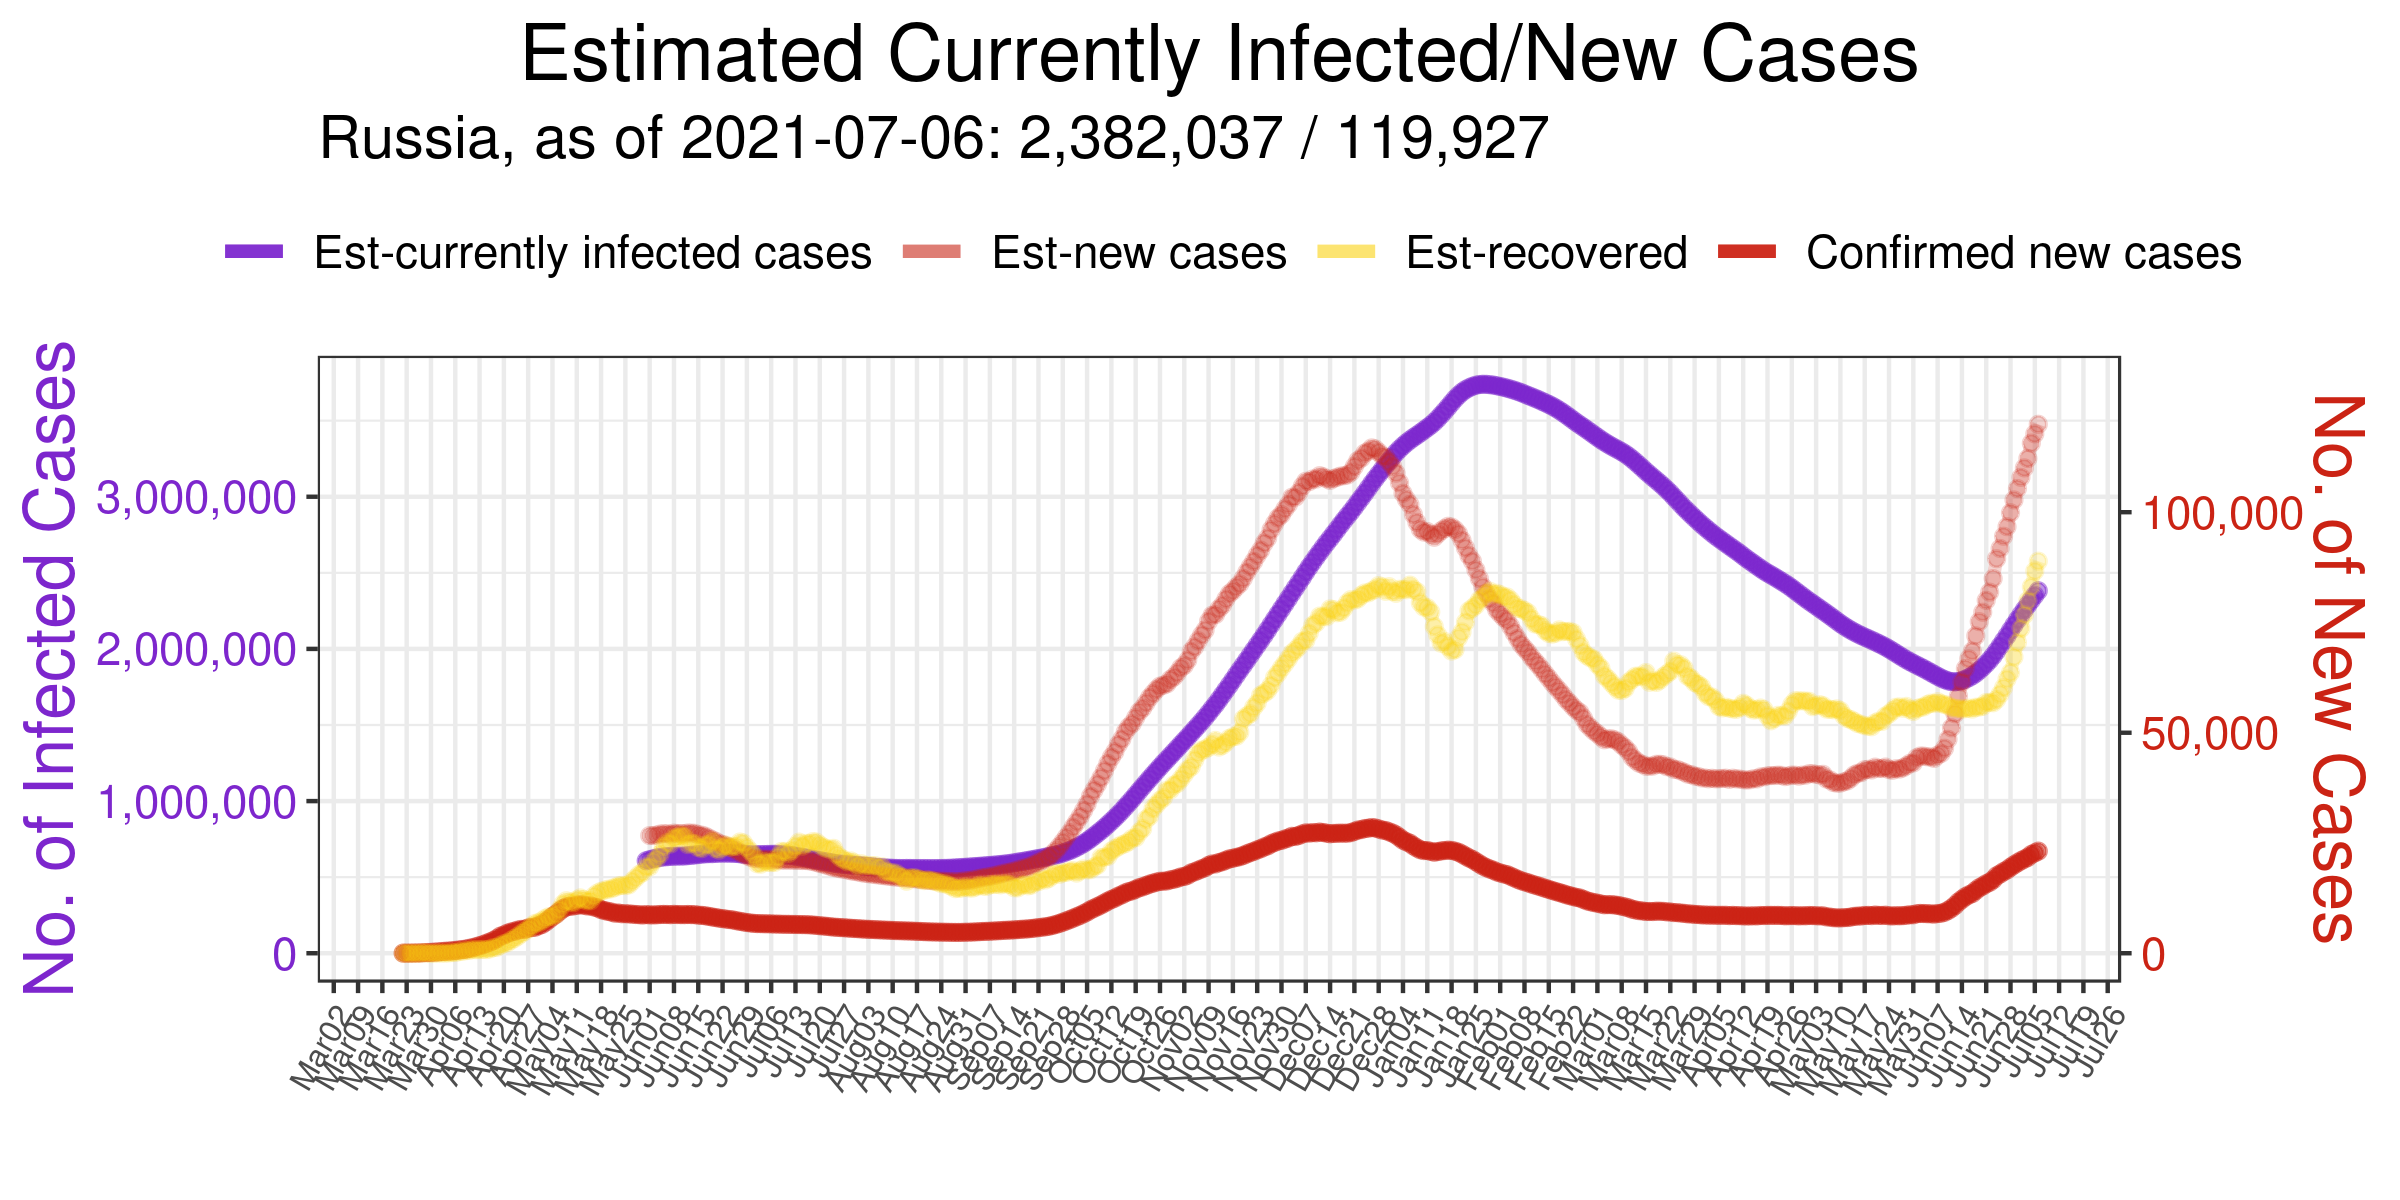 Estimated Currently Infected/New Cases
Russia, as of 2021-07-06: 2,382,037 / 119,927
Est-currently infected cases Est-new cases Est-recovered Confirmed new cases
No. of Infected Cases
3,000,000
2,000,000
1,000,000
0
100,000
50,000
0
No. of New Cases
Mar02
Mar09
Mar16
Mar23
Mar30
Apr06
Apr13
Apr20
Apr27
May04
May11
May18
May25
Jun01
Jun08
Jun15
Jun22
Jun29
Jul06
Jul13
Jul20
Jul27
Aug03
Aug10
Aug17
Aug24
Aug31
Sep07
Sep14
Sep21
Sep28
Oct05
Oct12
Oct19
Oct26
Nov02
Nov09
Nov16
Nov23
Nov30
Dec07
Dec14
Dec21
Dec28
Jan04
Jan11
Jan18
Jan25
Feb01
Feb08
Feb15
Feb22
Mar01
Mar08
Mar15
Mar22
Mar29
Apr05
Apr12
Apr19
Apr26
May03
May10
May17
May24
May31
Jun07
Jun14
Jun21
Jun28
Jul05
Jul12
Jul19
Jul26